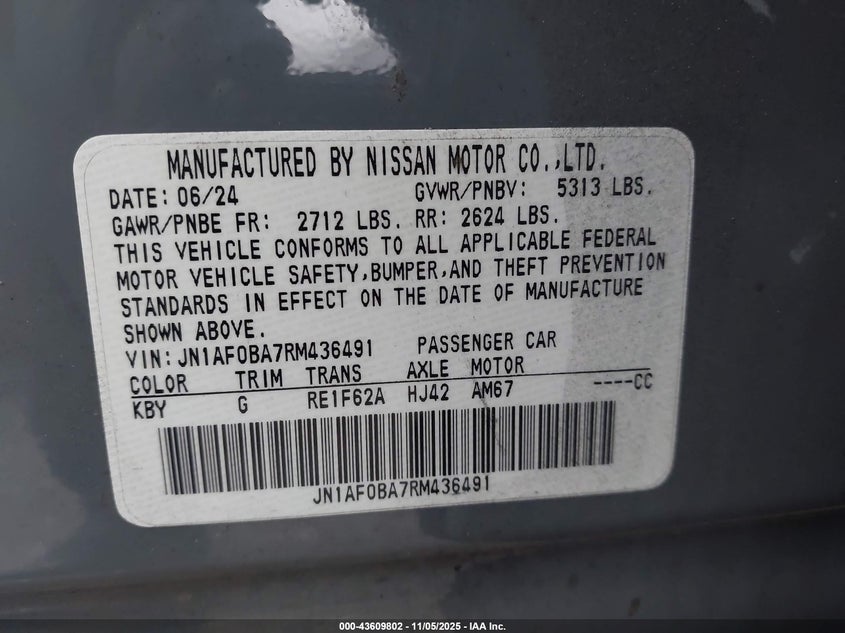 MANUFACTURED BY NISSAN MOTOR CO.,LTD.
DATE: 06/24 GVWR/PNBV: 5313 LBS.
GAWR/PNBE FR: 2712 LBS. RR: 2624 LBS.
THIS VEHICLE CONFORMS TO ALL APPLICABLE FEDERAL
MOTOR VEHICLE SAFETY,BUMPER,AND THEFT PREVENTION
STANDARDS IN EFFECT ON THE DATE OF MANUFACTURE
SHOWN ABOVE.
VIN:JN1AF0BA7RM436491 PASSENGER CAR
COLOR TRIM TRANS AXLE MOTOR
KBY G RE1F62A HJ42 AM67 ----CC
JN1AF0BA7RM436491
000-43609802 - 11/05/2025 - IAA Inc.